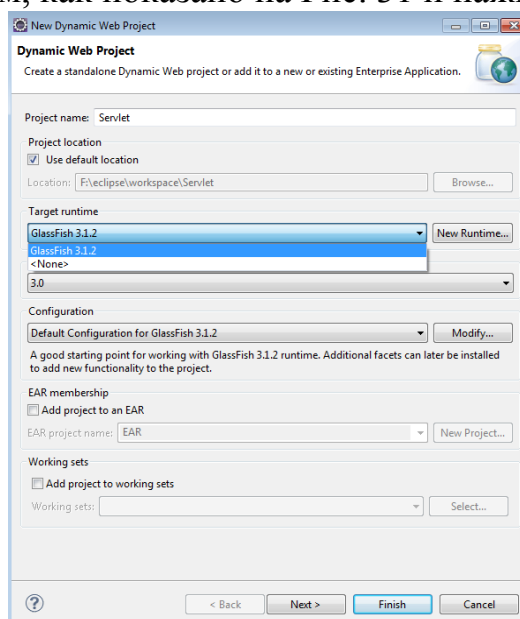 как показано на Рис. 31 и
New Dynamic Web Project
Dynamic Web Project
Create a standalone Dynamic Web project or add it to a new or existing Enterprise Application.
Project name: Servlet
Project location
Use default location
Location: F:\eclipse\workspace\Servlet Browse...
Target runtime
GlassFish 3.1.2 New Runtime...
GlassFish 3.1.2
<None>
3.0
Configuration
Default Configuration for GlassFish 3.1.2 Modify...
A good starting point for working with GlassFish 3.1.2 runtime. Additional facets can later be installed
to add new functionality to the project.
EAR membership
Add project to an EAR
EAR project name: EAR New Project...
Working sets
Add project to working sets
Working sets: Select...
? < Back Next > Finish Cancel